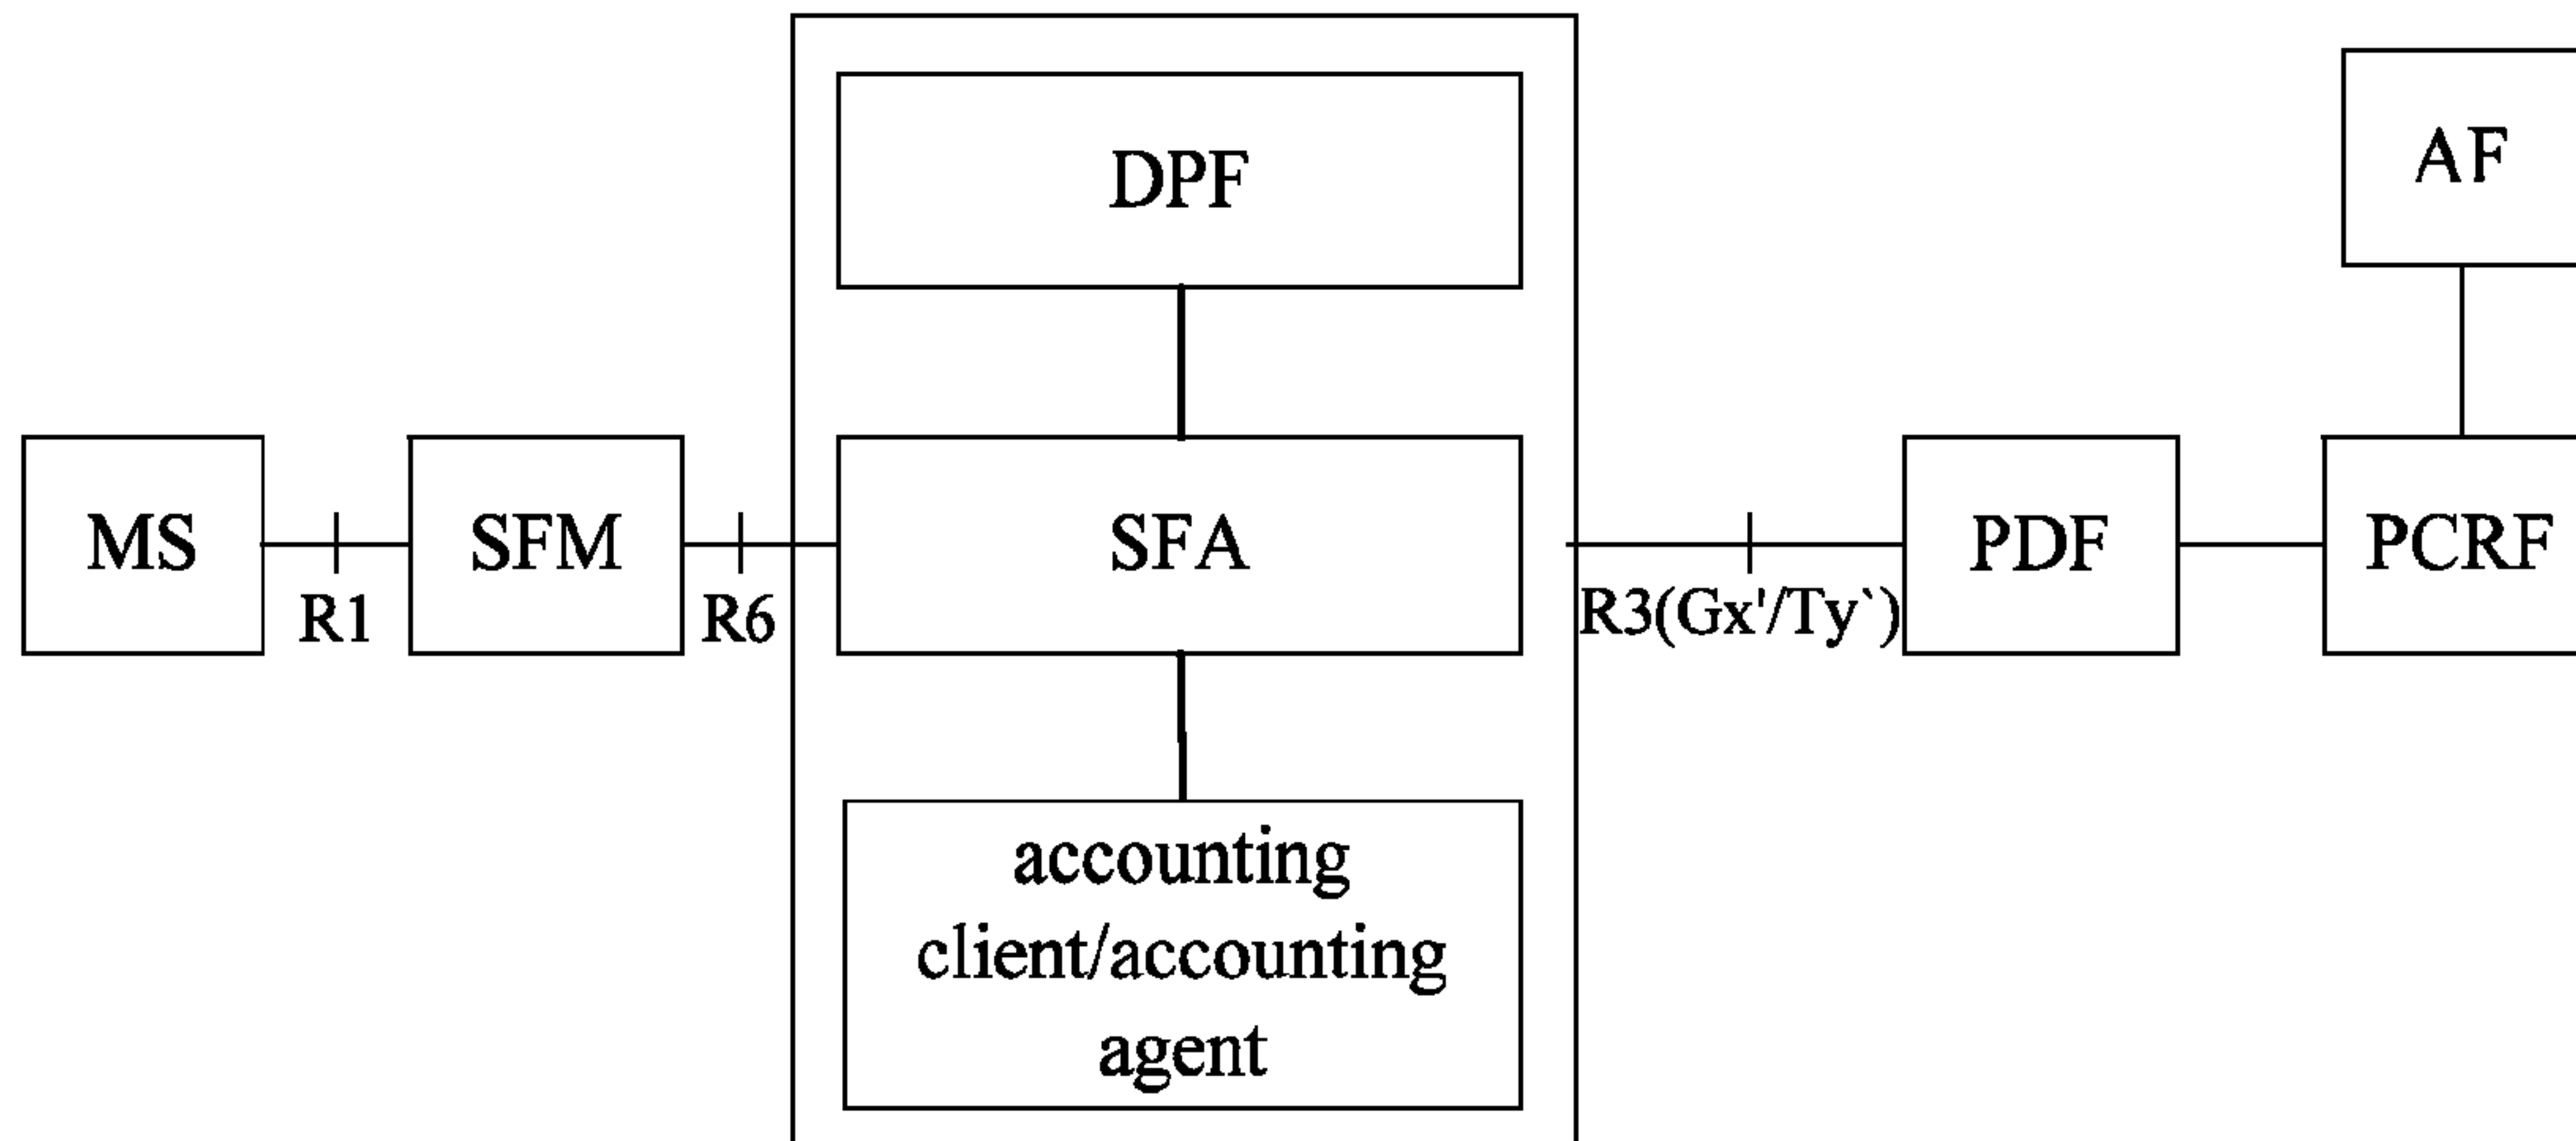 DPF
AF
MS
SFM
SFA
PDF
PCRF
R1
R6
R3(Gx'/Ty`)
accounting
client/accounting
agent